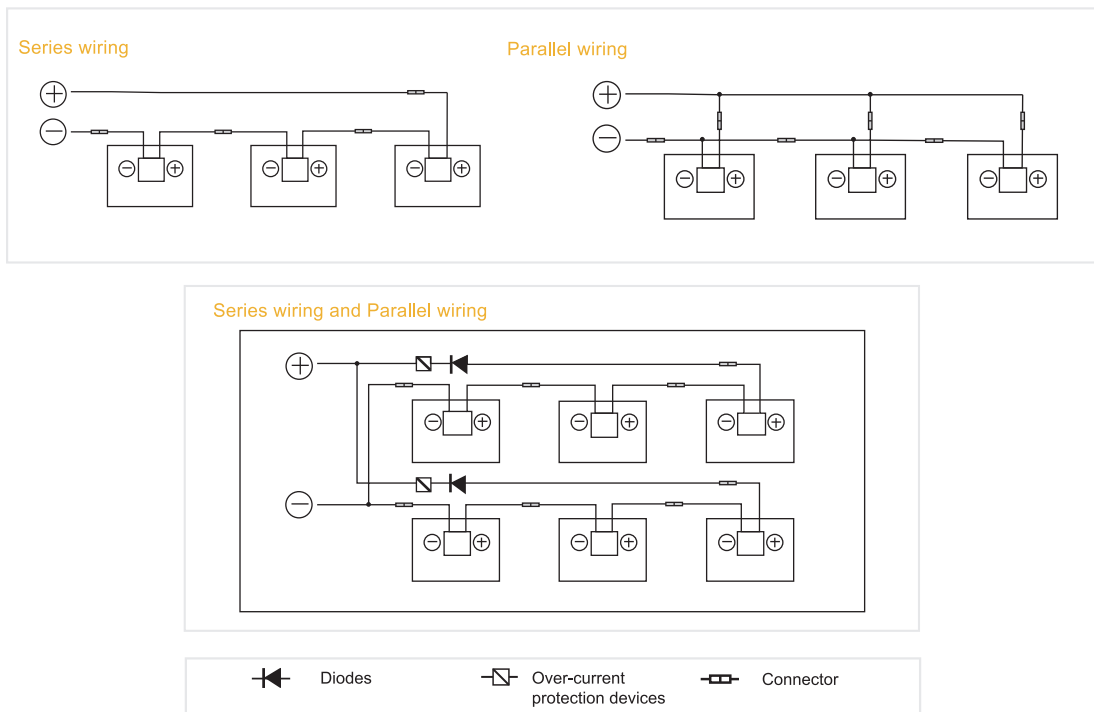 Series wiring
Parallel wiring
+
−
− +
− +
− +
+
−
− +
− +
− +
Series wiring and Parallel wiring
+
− +
− +
− +
−
− +
− +
− +
Diodes
Over-current
protection devices
Connector